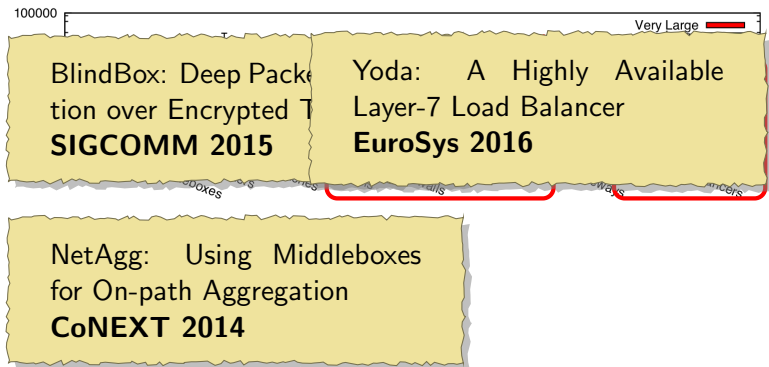 100000
Very Large
BlindBox: Deep Packe
tion over Encrypted T
SIGCOMM 2015
Yoda: A Highly Available
Layer-7 Load Balancer
EuroSys 2016
NetAgg: Using Middleboxes
for On-path Aggregation
CoNEXT 2014